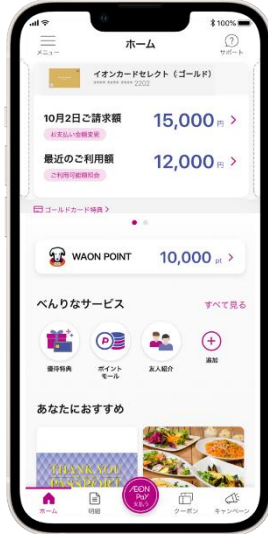 100%
メニュー
ホーム
サポート
イオンカードセレクト（ゴールド）
**** **** **** 2202
10月2日ご請求額
15,000円 >
お支払い金額変更
最近のご利用額
12,000円 >
ご利用可能額照会
ゴールドカード特典 >
WAON POINT
10,000 pt >
べんりなサービス
すべて見る
優待特典
ポイント
モール
友人紹介
追加
あなたにおすすめ
THANK YOU
PASSPORT
ホーム
明細
AEON
Pay
支払う
クーポン
キャンペーン